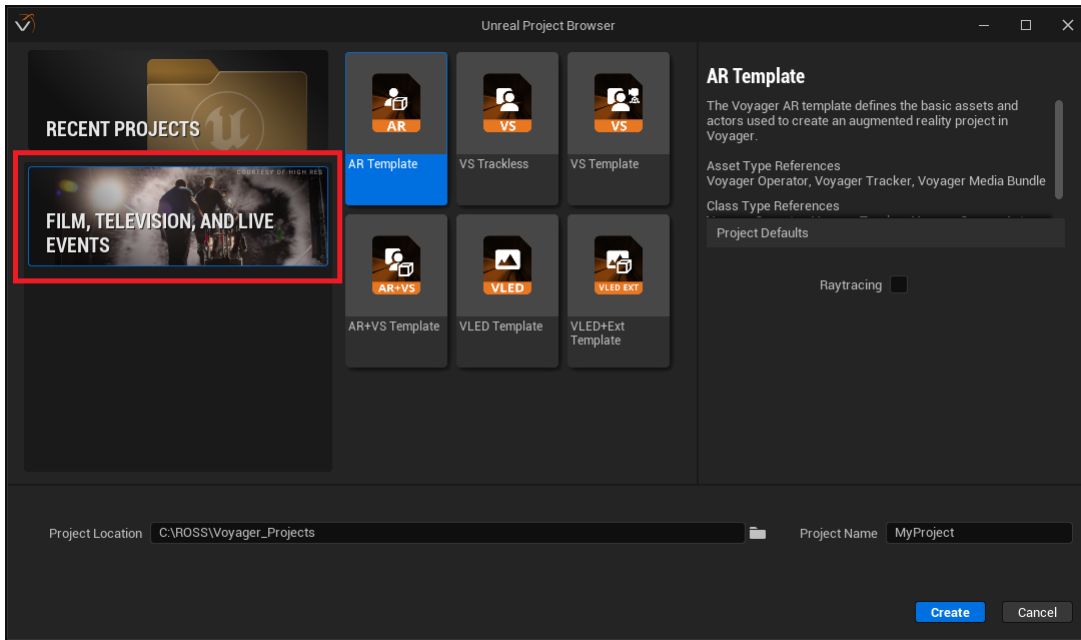 Unreal Project Browser
RECENT PROJECTS
COURTESY OF HIGH RES
FILM, TELEVISION, AND LIVE
EVENTS
AR
AR Template
VS
VS Trackless
VS
VS Template
AR+VS
AR+VS Template
VLED
VLED Template
VLED EXT
VLED+Ext
Template
AR Template
The Voyager AR template defines the basic assets and
actors used to create an augmented reality project in
Voyager.
Asset Type References
Voyager Operator, Voyager Tracker, Voyager Media Bundle
Class Type References
Project Defaults
Raytracing
Project Location
C:\ROSS\Voyager_Projects
Project Name
MyProject
Create
Cancel